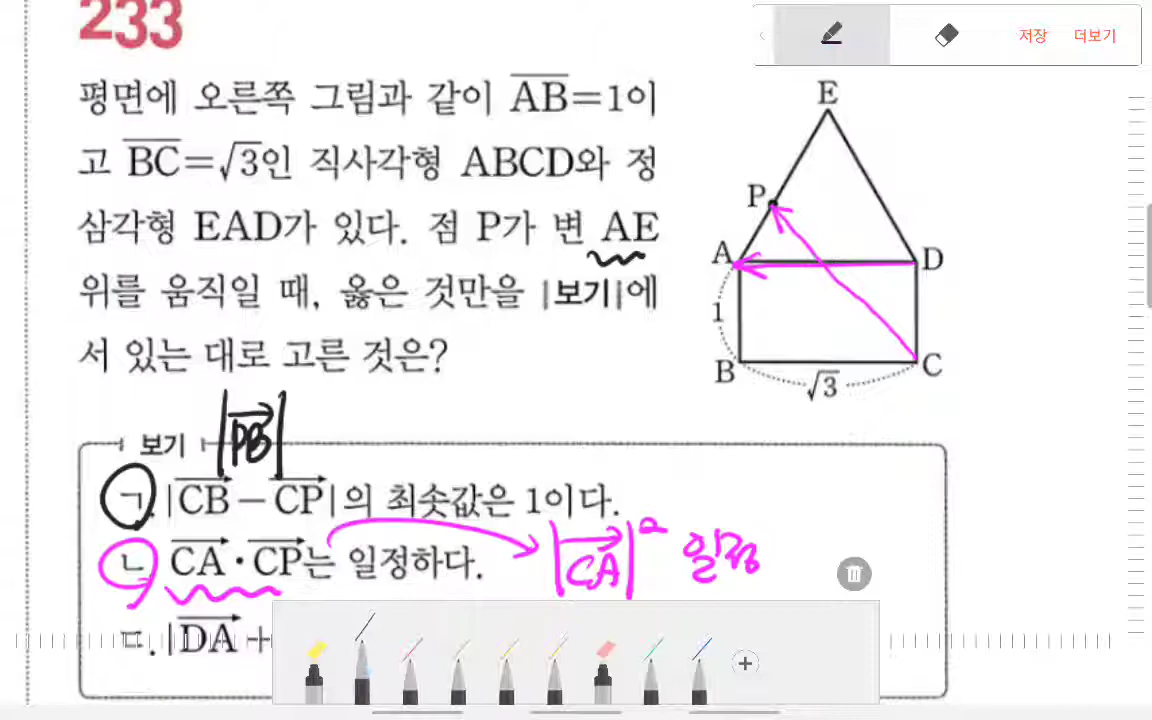 233
저장 더보기
평면에 오른쪽 그림과 같이 AB=1이
고 BC=√3인 직사각형 ABCD와 정
삼각형 EAD가 있다. 점 P가 변 AE
위를 움직일 때, 옳은 것만을 |보기|에
서 있는 대로 고른 것은?
E
P
A
D
1
B
C
√3
|PB|
보기
ㄱ. |CB-CP|의 최솟값은 1이다.
ㄴ. CA·CP는 일정하다. |CA|² 일정
ㄷ. |DA+